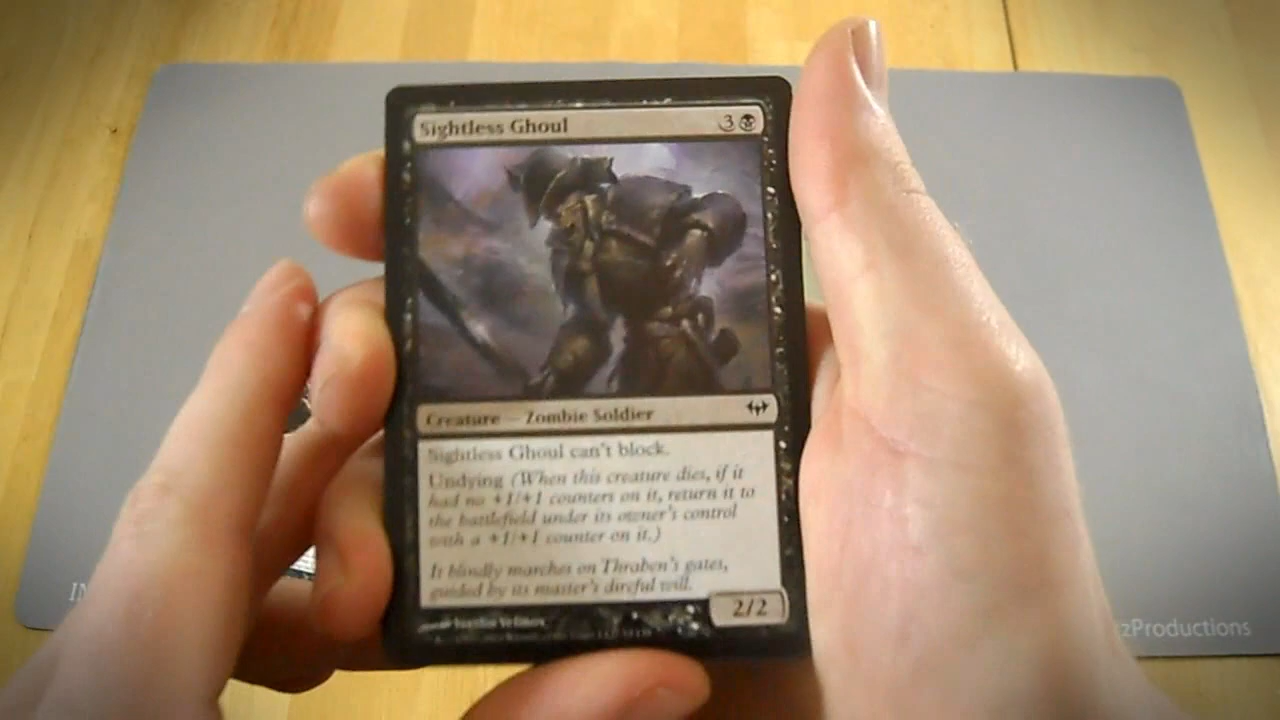 Sightless Ghoul 3
Creature — Zombie Soldier
Sightless Ghoul can't block.
Undying (When this creature dies, if it
had no +1/+1 counters on it, return it to
the battlefield under its owner's control
with a +1/+1 counter on it.)
It blindly marches on Thraben's gates,
guided by its master's direful will.
2/2
IN
zProductions